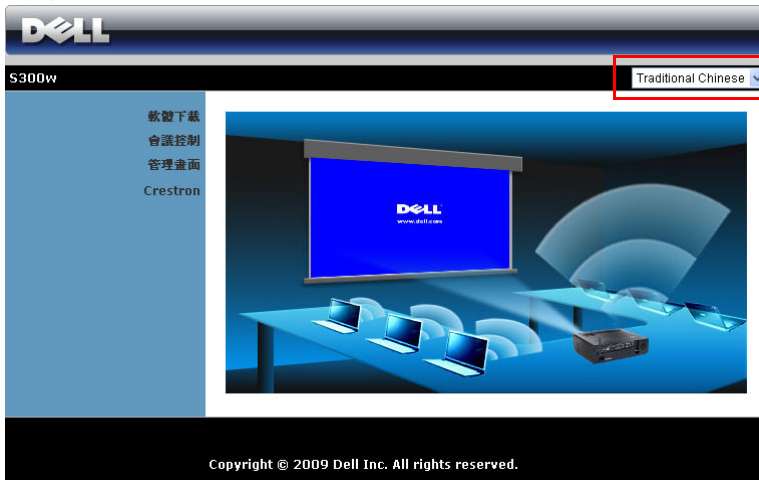 DELL
S300w
Traditional Chinese
軟體下載
會議控制
管理畫面
Crestron
DELL
www.dell.com
Copyright © 2009 Dell Inc. All rights reserved.